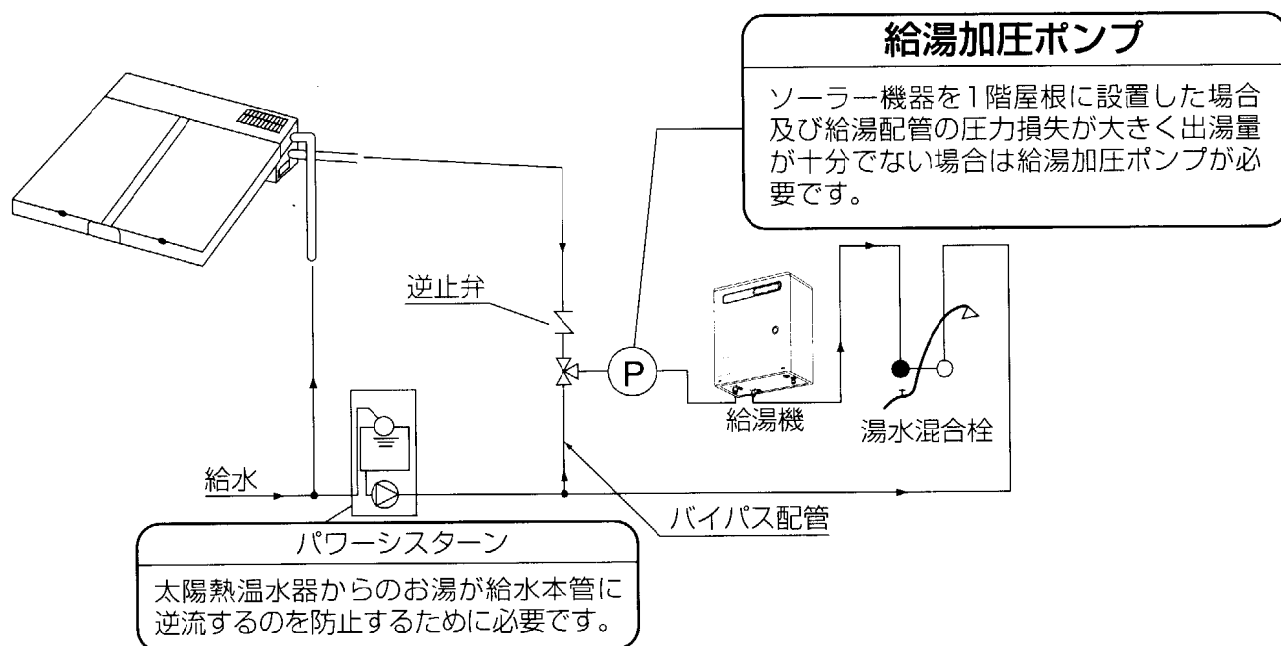 給湯加圧ポンプ
ソーラー機器を1階屋根に設置した場合
及び給湯配管の圧力損失が大きく出湯量
が十分でない場合は給湯加圧ポンプが必
要です。
逆止弁
P
給湯機
湯水混合栓
給水
バイパス配管
パワーシスターン
太陽熱温水器からのお湯が給水本管に
逆流するのを防止するために必要です。